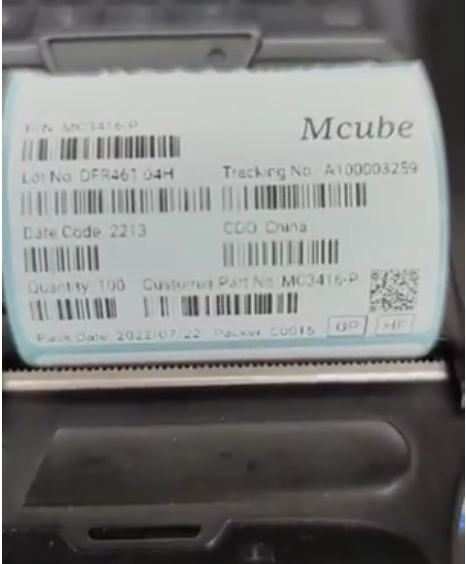 P/N: MC3416-P
Mcube
Lot No: DFR461.04H Tracking No.: A100003259
Date Code: 2213 COO: China
Quantity: 100 Customer Part No: MC3416-P
Pack Date: 2022/07/22 Packer: C0015 GP HF